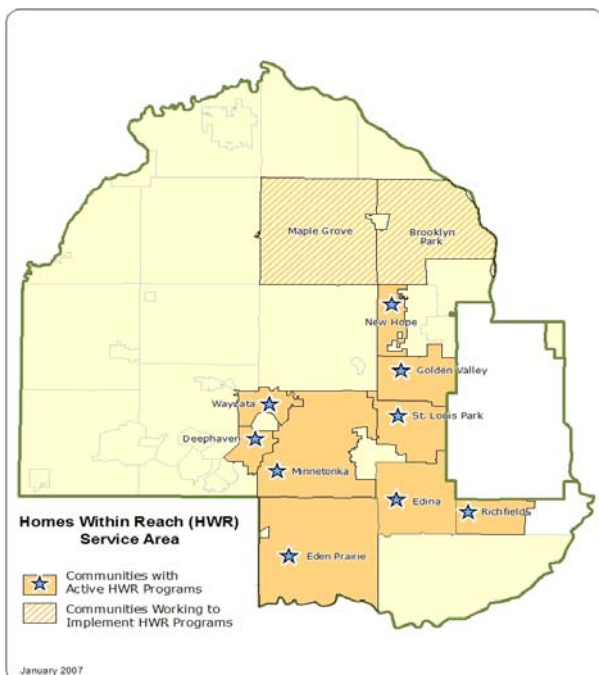 Maple Grove
Brooklyn
Park
New Hope
Golden Valley
Wayzata
St. Louis Park
Deephaven
Minnetonka
Edina
Richfields
Eden Prairie
Homes Within Reach (HWR)
Service Area
Communities with
Active HWR Programs
Communities Working to
Implement HWR Programs
January 2007